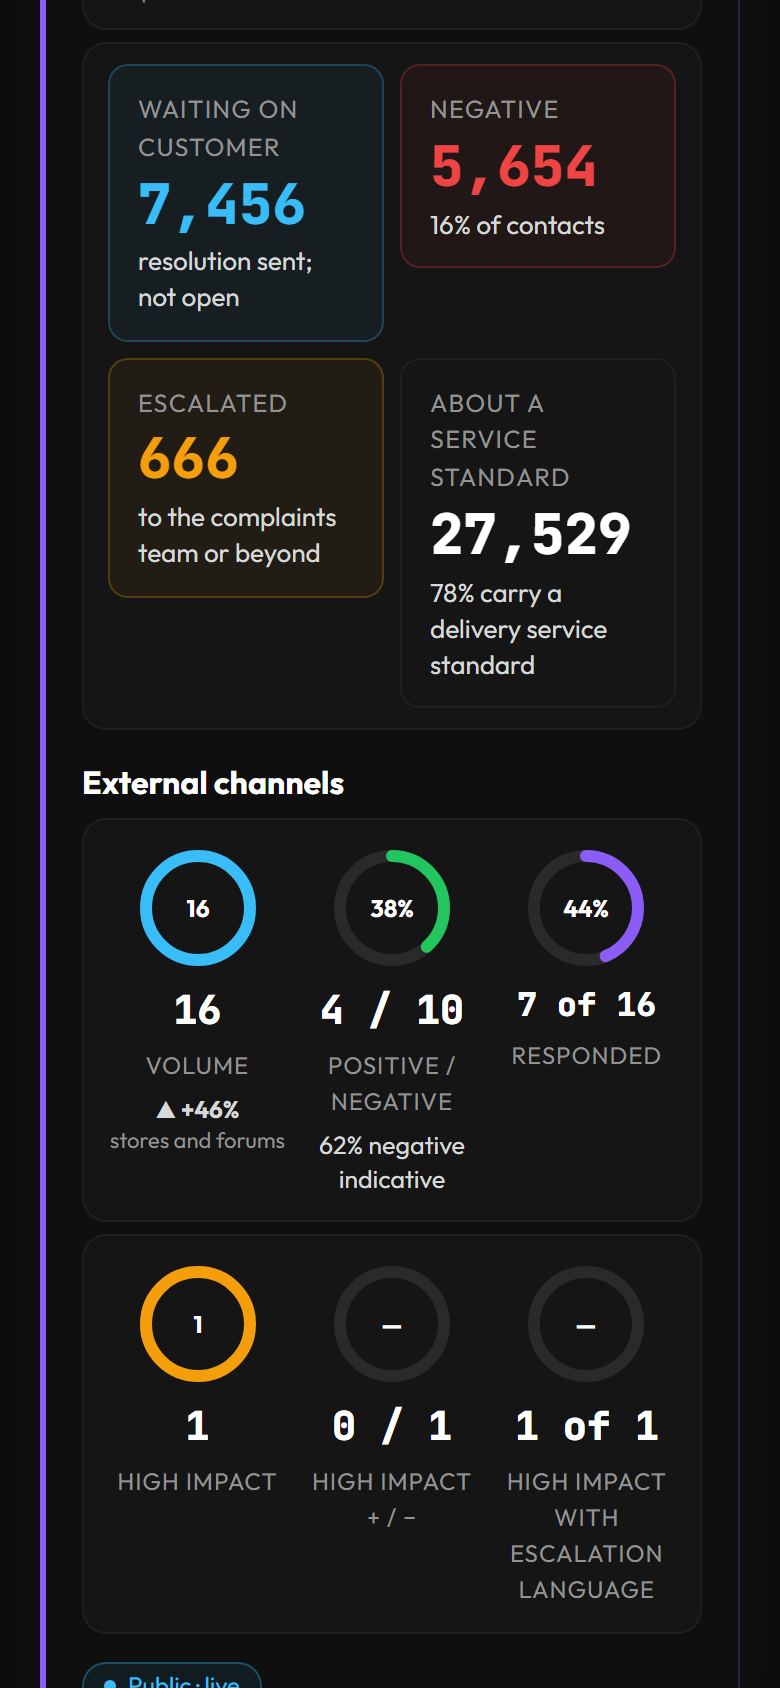 WAITING ON
CUSTOMER
7,456
resolution sent;
not open
NEGATIVE
5,654
16% of contacts
ESCALATED
666
to the complaints
team or beyond
ABOUT A
SERVICE
STANDARD
27,529
78% carry a
delivery service
standard
External channels
16
16
VOLUME
▲ +46%
stores and forums
38%
4 / 10
POSITIVE /
NEGATIVE
62% negative
indicative
44%
7 of 16
RESPONDED
1
1
HIGH IMPACT
–
0 / 1
HIGH IMPACT
+ / −
–
1 of 1
HIGH IMPACT
WITH
ESCALATION
LANGUAGE
Public · live